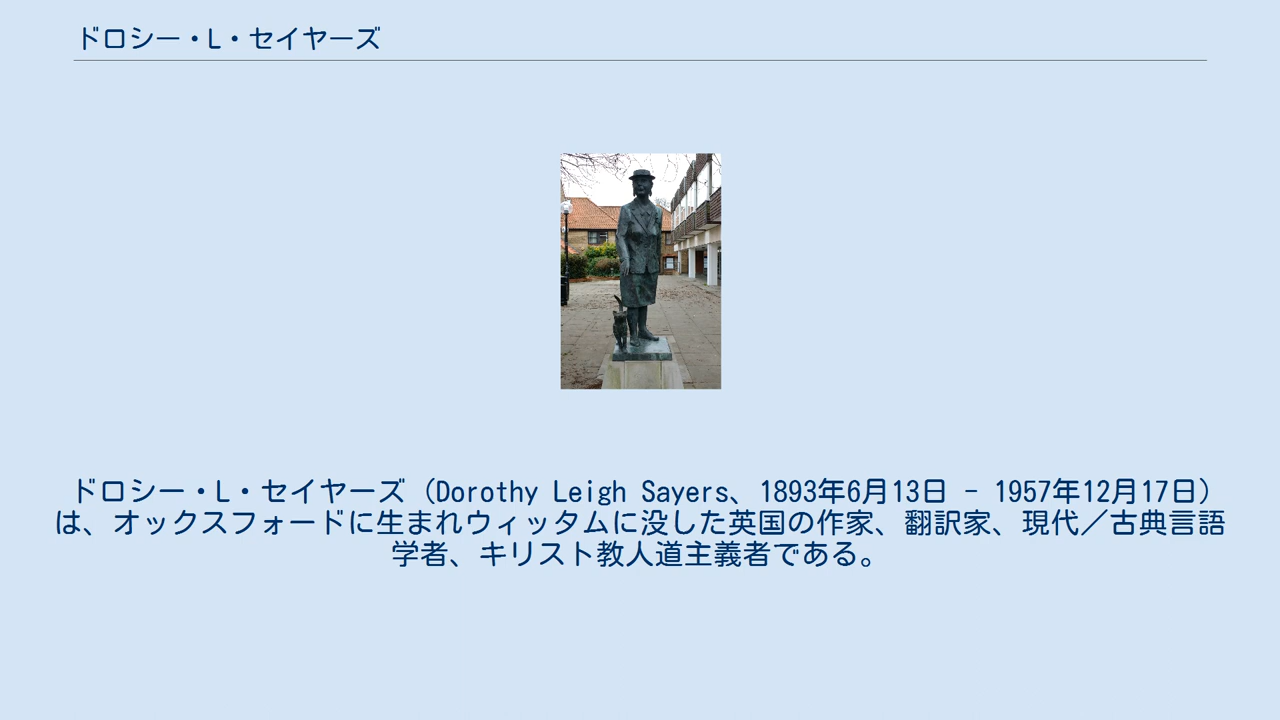 ドロシー・L・セイヤーズ
ドロシー・L・セイヤーズ（Dorothy Leigh Sayers、1893年6月13日 - 1957年12月17日）
は、オックスフォードに生まれウィッタムに没した英国の作家、翻訳家、現代／古典言語
学者、キリスト教人道主義者である。